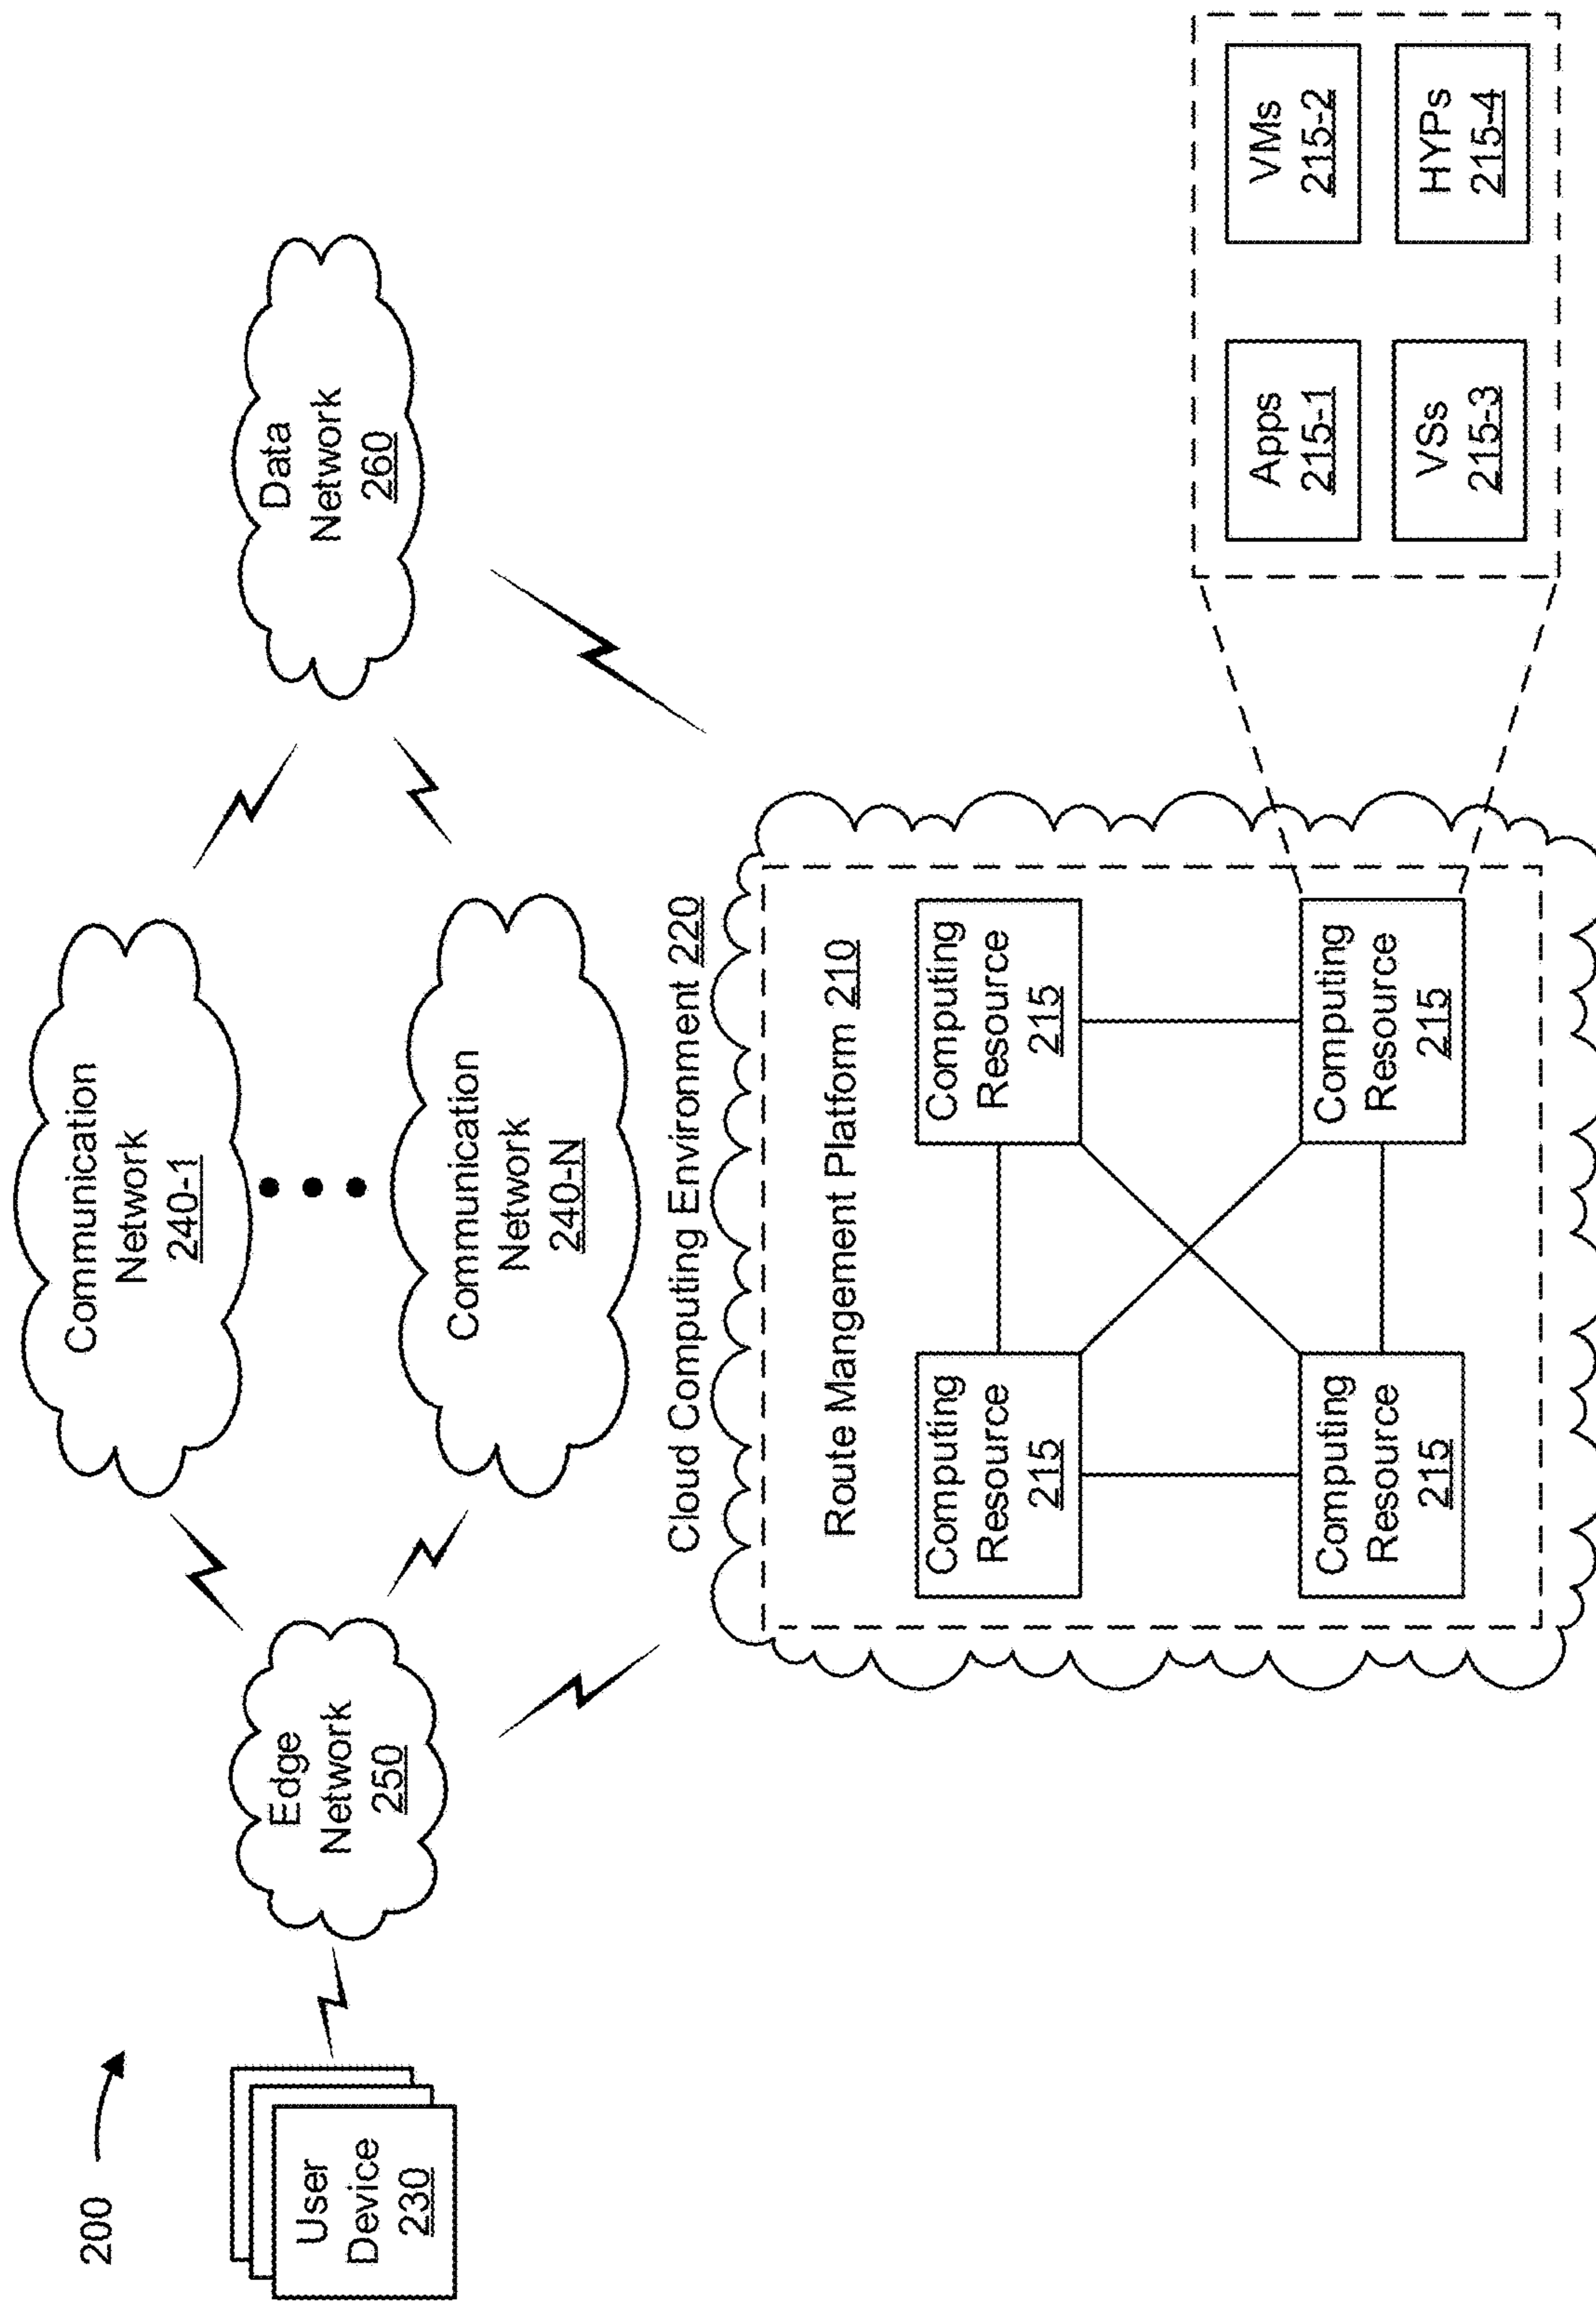 200
User
Device
230
Edge
Network
250
Communication
Network
240-1
Communication
Network
240-N
Data
Network
260
Cloud Computing Environment 220
Route Mangement Platform 210
Computing
Resource
215
Computing
Resource
215
Computing
Resource
215
Computing
Resource
215
Apps
215-1
VMs
215-2
VSs
215-3
HYPs
215-4